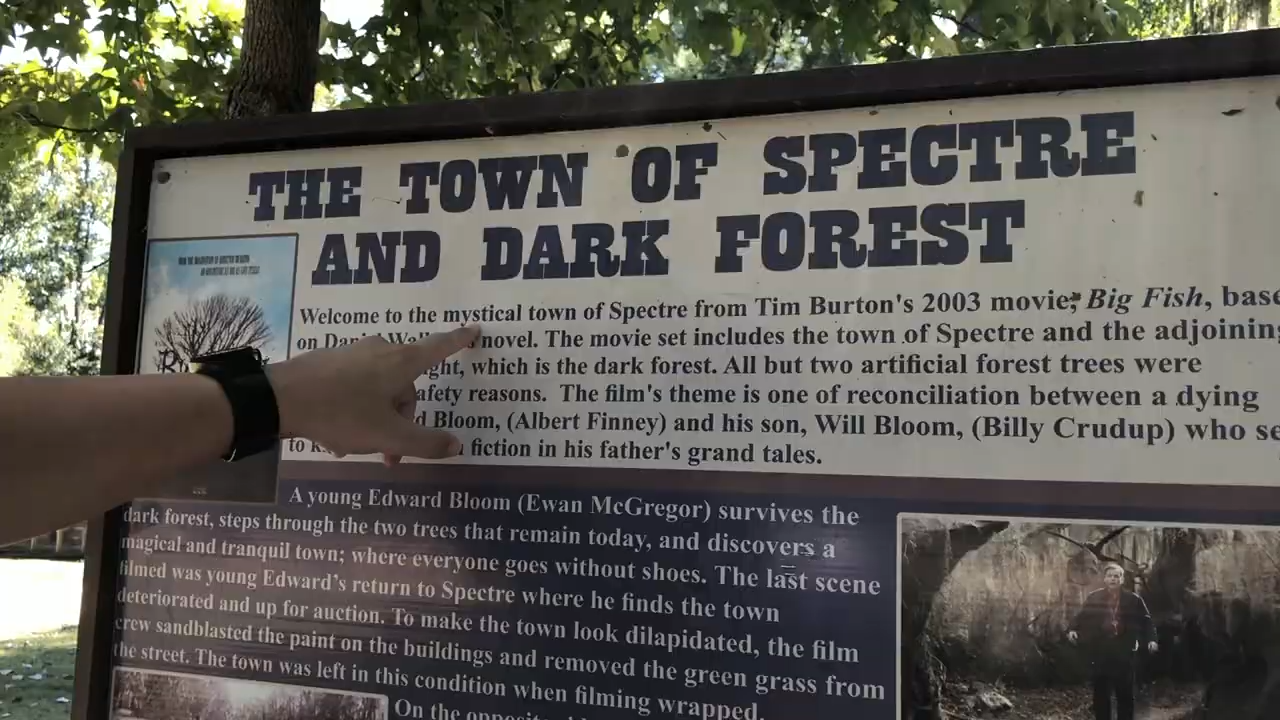 THE TOWN OF SPECTRE
AND DARK FOREST
Welcome to the mystical town of Spectre from Tim Burton's 2003 movie, Big Fish, base
on novel. The movie set includes the town of Spectre and the adjoining
ght, which is the dark forest. All but two artificial forest trees were
afety reasons. The film's theme is one of reconciliation between a dying
d Bloom, (Albert Finney) and his son, Will Bloom, (Billy Crudup) who se
to fiction in his father's grand tales.
A young Edward Bloom (Ewan McGregor) survives the
dark forest, steps through the two trees that remain today, and discovers a
magical and tranquil town; where everyone goes without shoes. The last scene
filmed was young Edward's return to Spectre where he finds the town
deteriorated and up for auction. To make the town look dilapidated, the film
crew sandblasted the paint on the buildings and removed the green grass from
the street. The town was left in this condition when filming wrapped.
On the